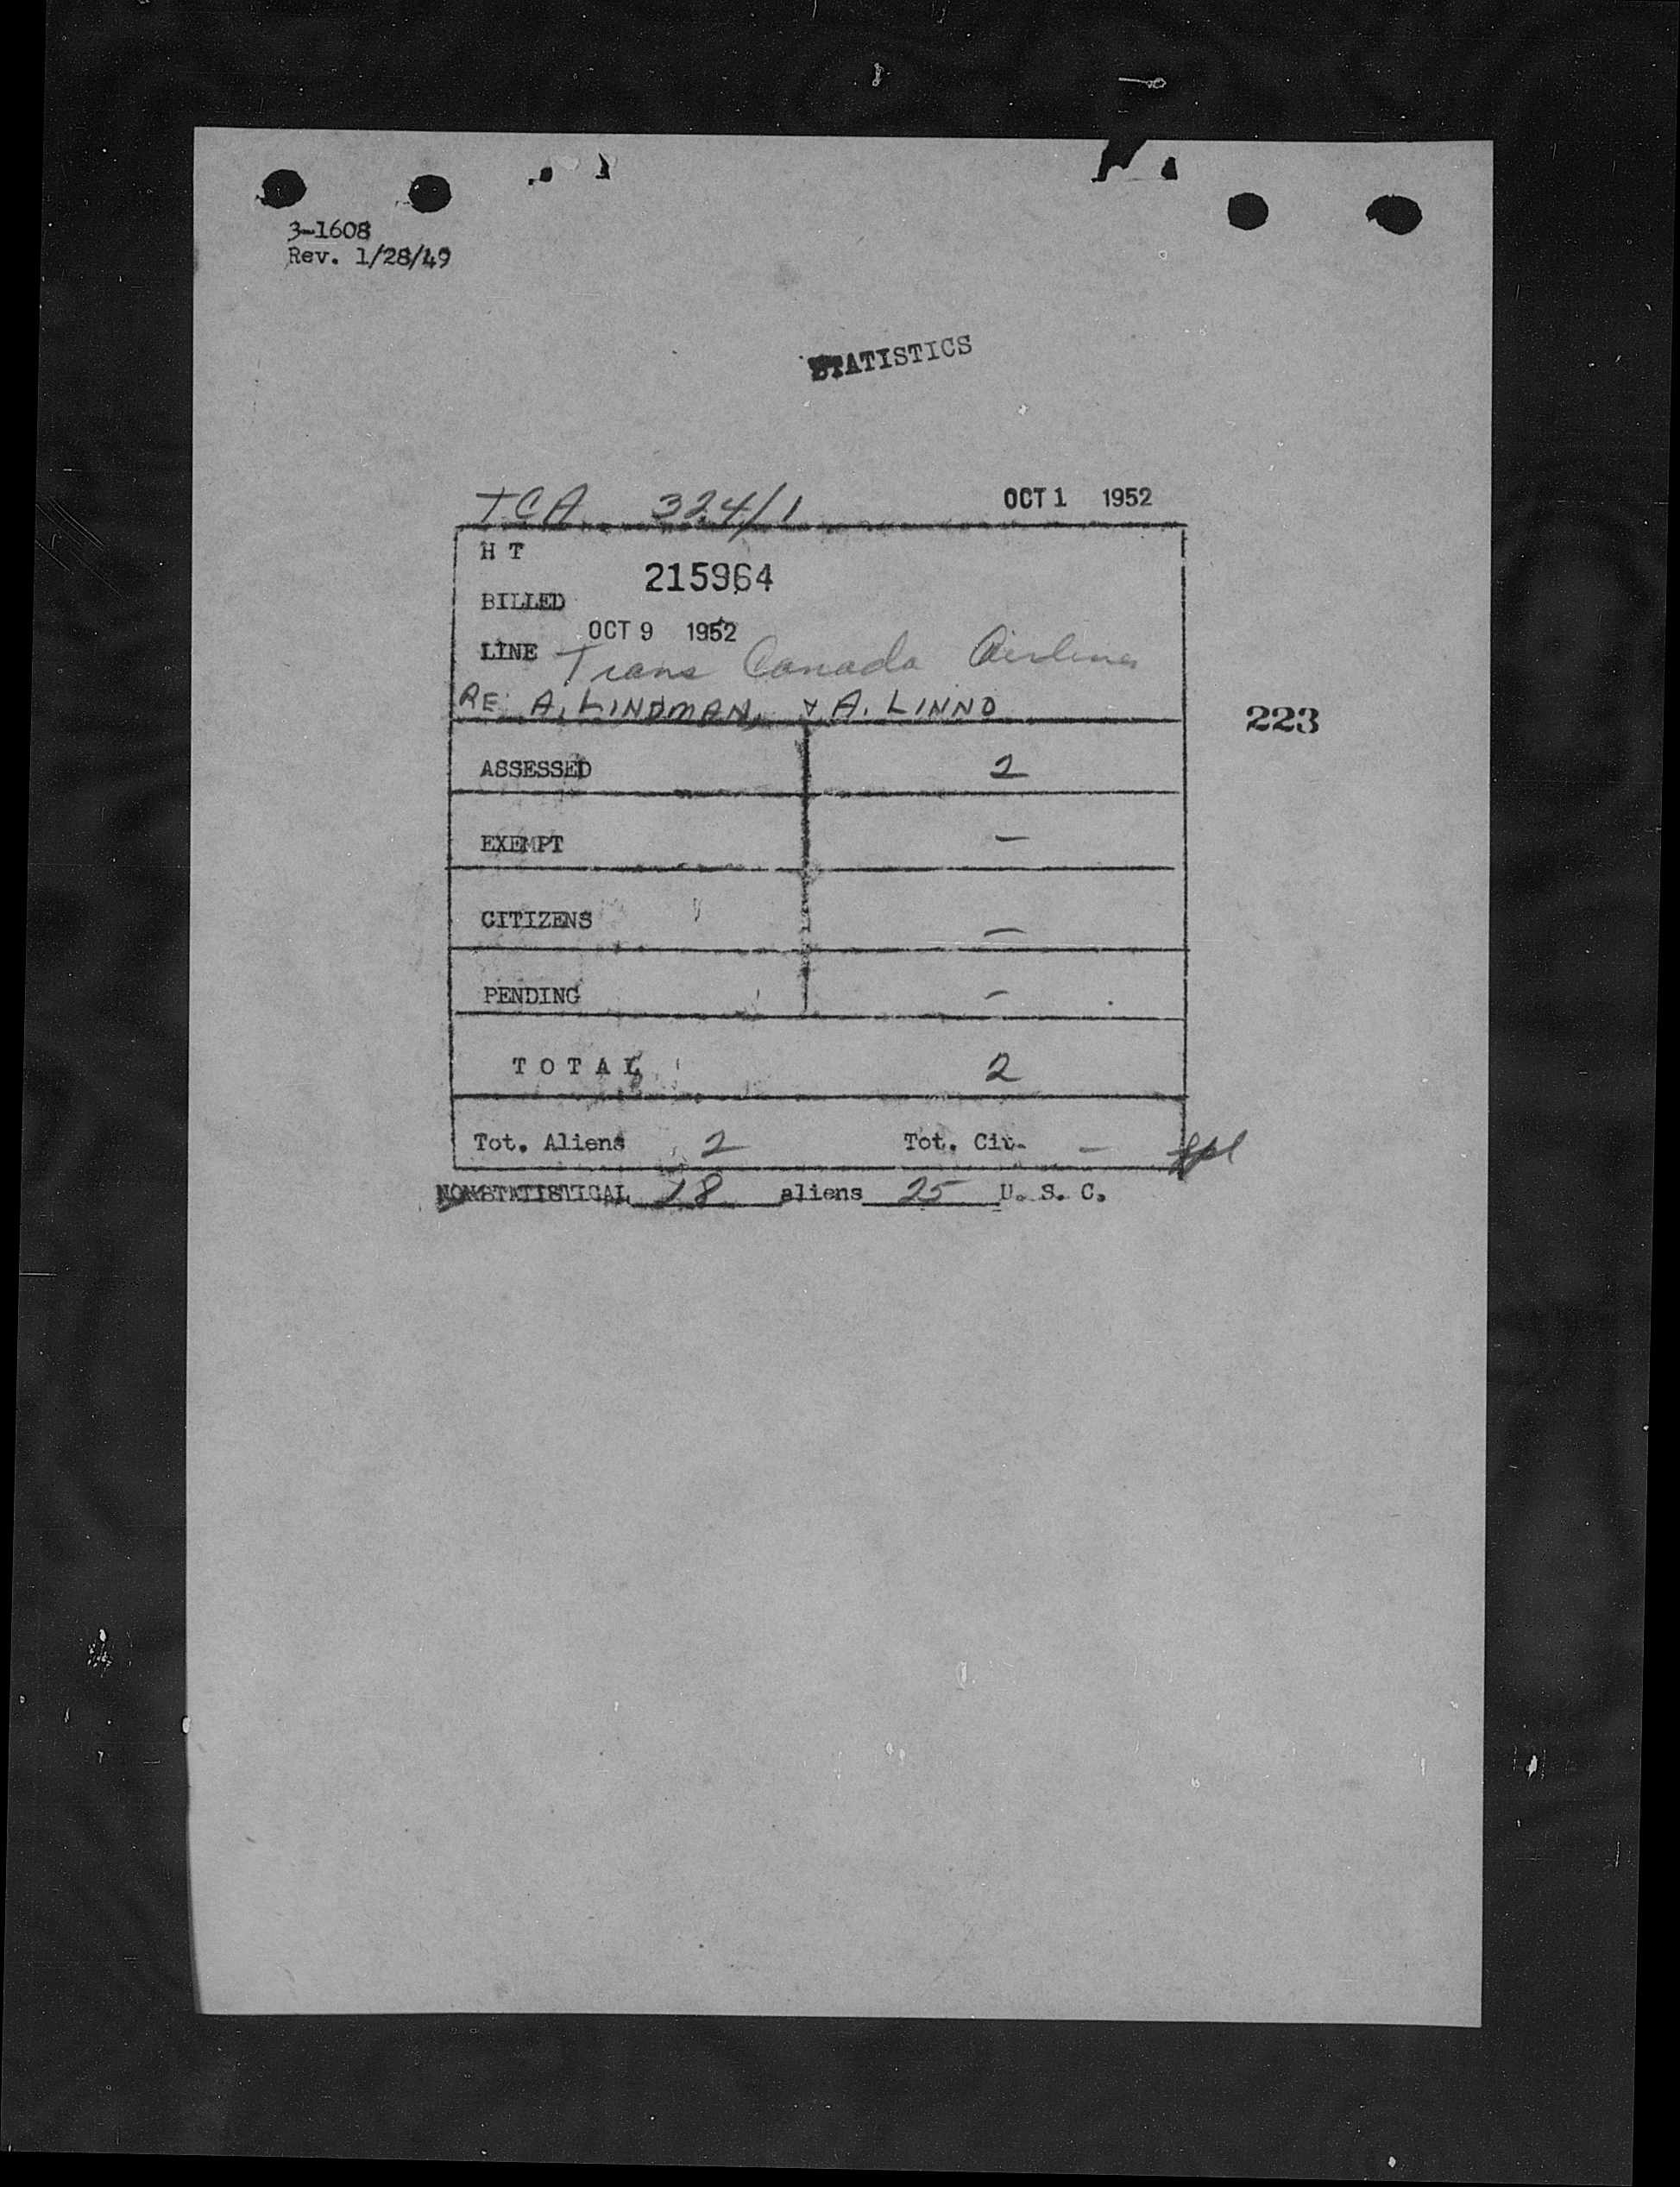 3-1608
Rev. 1/28/49
STATISTICS
TCA 324/1 OCT 1 1952
H T
215964
BILLED
OCT 9 1952
LINE Trans Canada Airlines
RE: A. LINDMAN, & A. LINNO
223
ASSESSED 2
EXEMPT —
CITIZENS —
PENDING —
T O T A L 2
Tot. Aliens 2 Tot. Cit. —
NONSTATISTICAL 18 aliens 25 U. S. C.